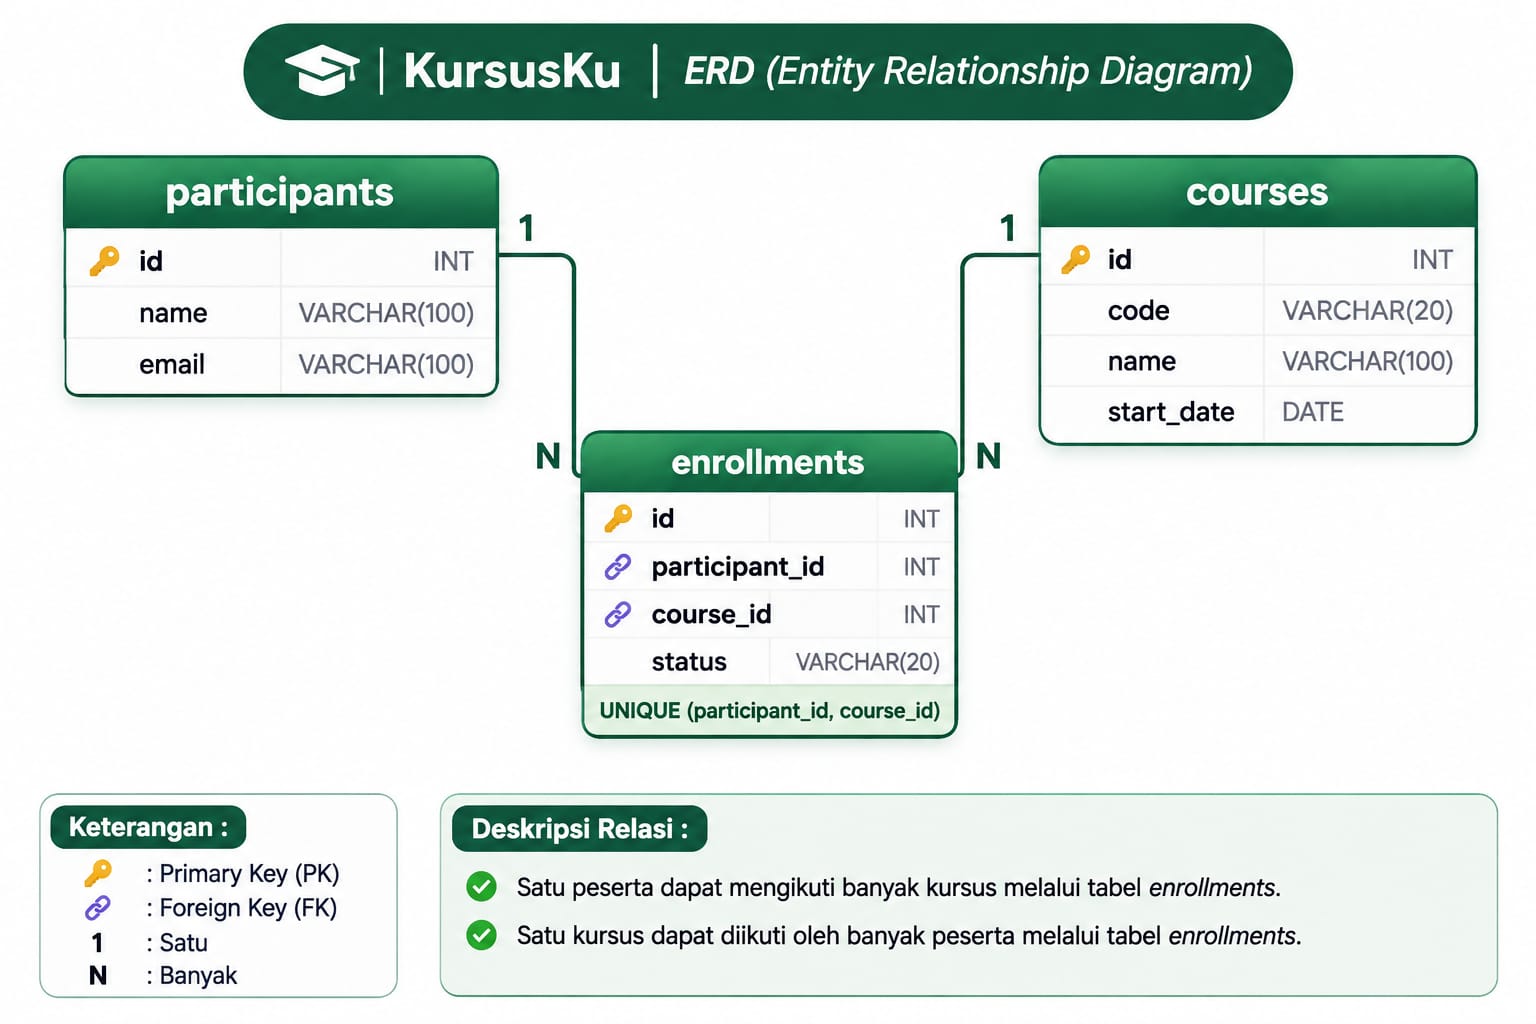 KursusKu | ERD (Entity Relationship Diagram)
participants
id INT
name VARCHAR(100)
email VARCHAR(100)
1
N
courses
id INT
code VARCHAR(20)
name VARCHAR(100)
start_date DATE
1
N
enrollments
id INT
participant_id INT
course_id INT
status VARCHAR(20)
UNIQUE (participant_id, course_id)
Keterangan :
: Primary Key (PK)
: Foreign Key (FK)
1 : Satu
N : Banyak
Deskripsi Relasi :
Satu peserta dapat mengikuti banyak kursus melalui tabel enrollments.
Satu kursus dapat diikuti oleh banyak peserta melalui tabel enrollments.